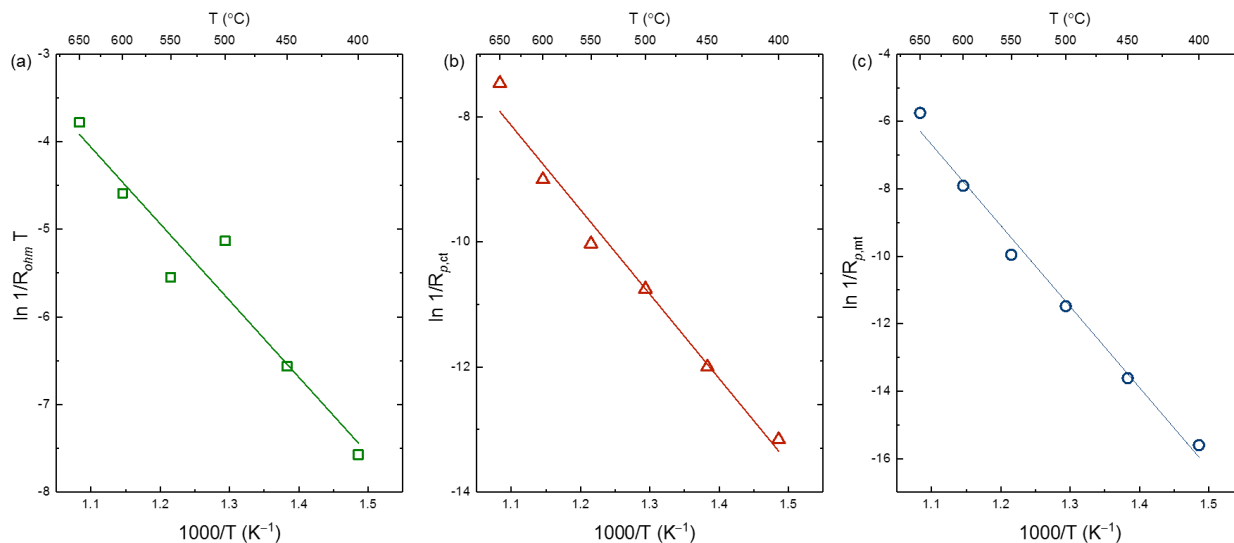 T (°C)
650 600 550 500 450 400
(a)
-3
-4
-5
-6
-7
-8
ln 1/R_ohm T
1.1 1.2 1.3 1.4 1.5
1000/T (K⁻¹)
T (°C)
650 600 550 500 450 400
(b)
-8
-10
-12
-14
ln 1/R_p,ct
1.1 1.2 1.3 1.4 1.5
1000/T (K⁻¹)
T (°C)
650 600 550 500 450 400
(c)
-4
-6
-8
-10
-12
-14
-16
ln 1/R_p,mt
1.1 1.2 1.3 1.4 1.5
1000/T (K⁻¹)